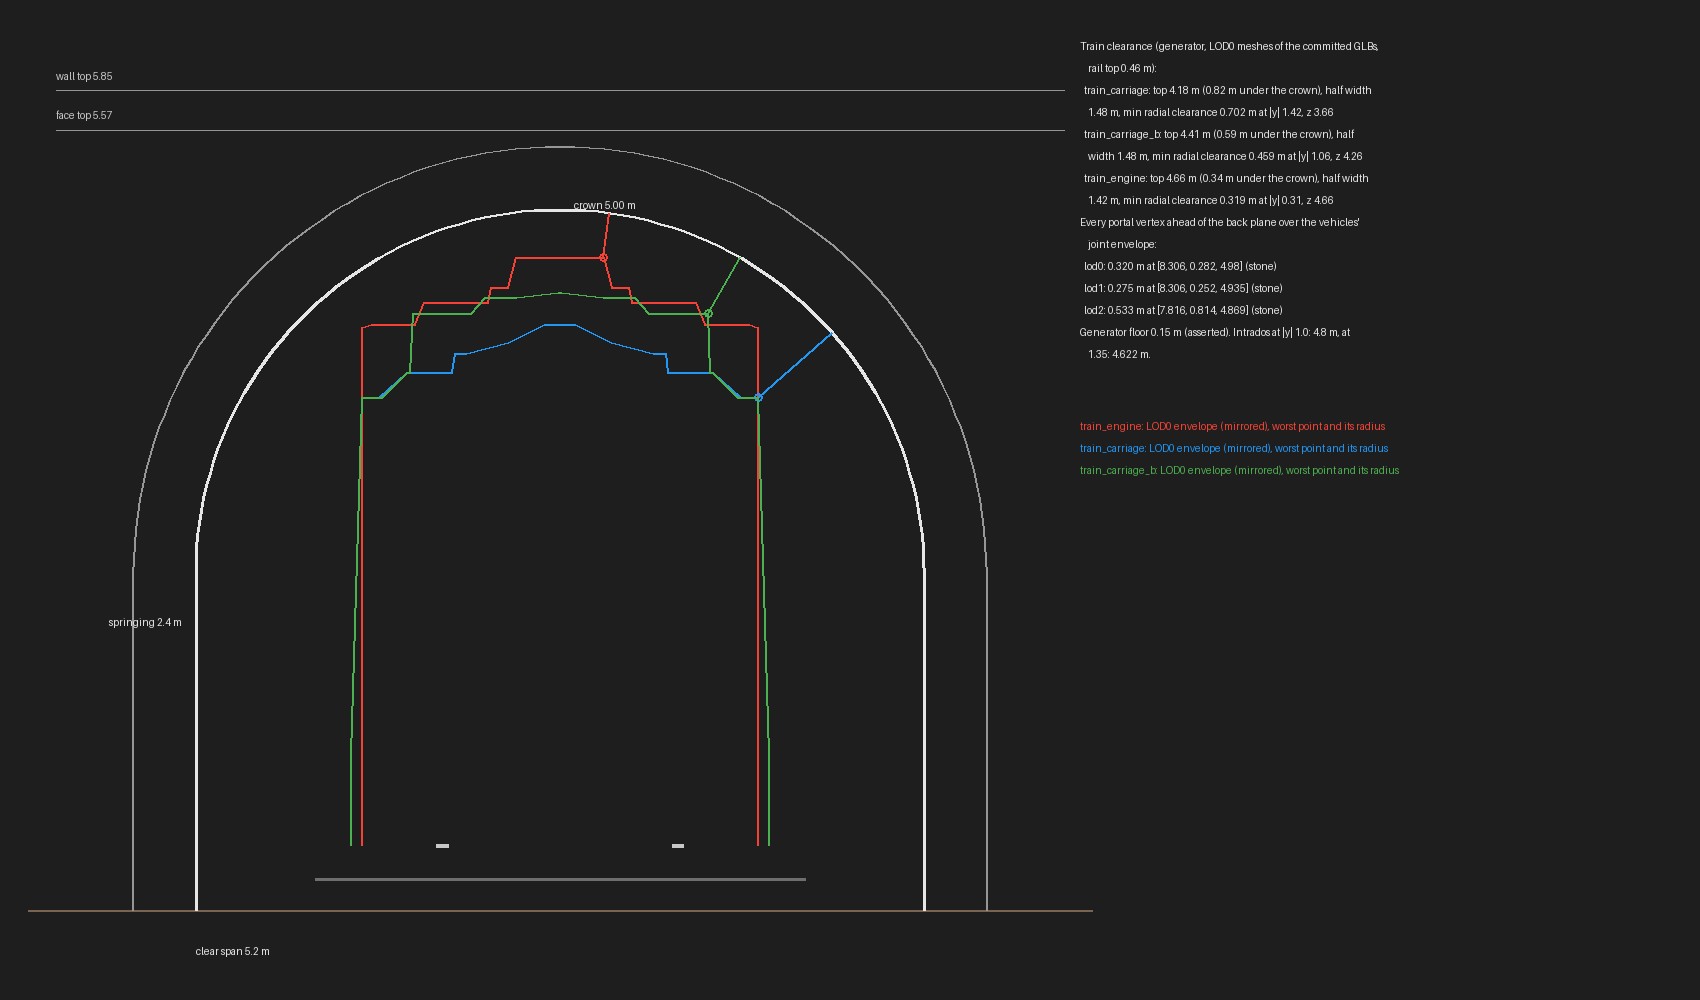 wall top 5.85
face top 5.57
crown 5.00 m
springing 2.4 m
clear span 5.2 m
Train clearance (generator, LOD0 meshes of the committed GLBs,
rail top 0.46 m):
train_carriage: top 4.18 m (0.82 m under the crown), half width
1.48 m, min radial clearance 0.702 m at |y| 1.42, z 3.66
train_carriage_b: top 4.41 m (0.59 m under the crown), half
width 1.48 m, min radial clearance 0.459 m at |y| 1.06, z 4.26
train_engine: top 4.66 m (0.34 m under the crown), half width
1.42 m, min radial clearance 0.319 m at |y| 0.31, z 4.66
Every portal vertex ahead of the back plane over the vehicles'
joint envelope:
lod0: 0.320 m at [8.306, 0.282, 4.98] (stone)
lod1: 0.275 m at [8.306, 0.252, 4.935] (stone)
lod2: 0.533 m at [7.816, 0.814, 4.869] (stone)
Generator floor 0.15 m (asserted). Intrados at |y| 1.0: 4.8 m, at
1.35: 4.622 m.
train_engine: LOD0 envelope (mirrored), worst point and its radius
train_carriage: LOD0 envelope (mirrored), worst point and its radius
train_carriage_b: LOD0 envelope (mirrored), worst point and its radius